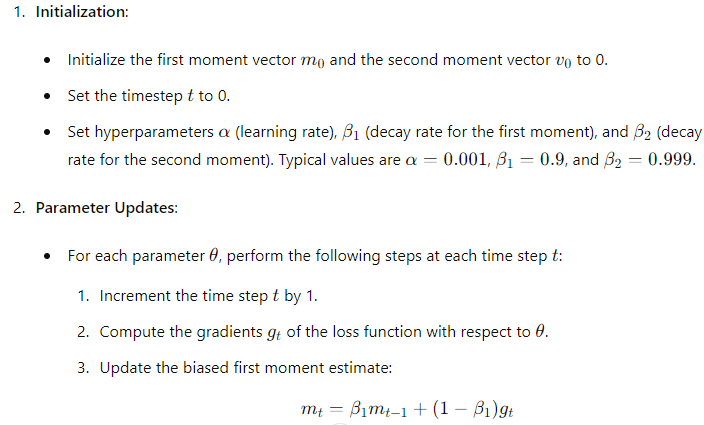 1. Initialization:
• Initialize the first moment vector m₀ and the second moment vector v₀ to 0.
• Set the timestep t to 0.
• Set hyperparameters α (learning rate), β₁ (decay rate for the first moment), and β₂ (decay
rate for the second moment). Typical values are α = 0.001, β₁ = 0.9, and β₂ = 0.999.
2. Parameter Updates:
• For each parameter θ, perform the following steps at each time step t:
1. Increment the time step t by 1.
2. Compute the gradients gₜ of the loss function with respect to θ.
3. Update the biased first moment estimate:
mₜ = β₁mₜ₋₁ + (1 − β₁)gₜ